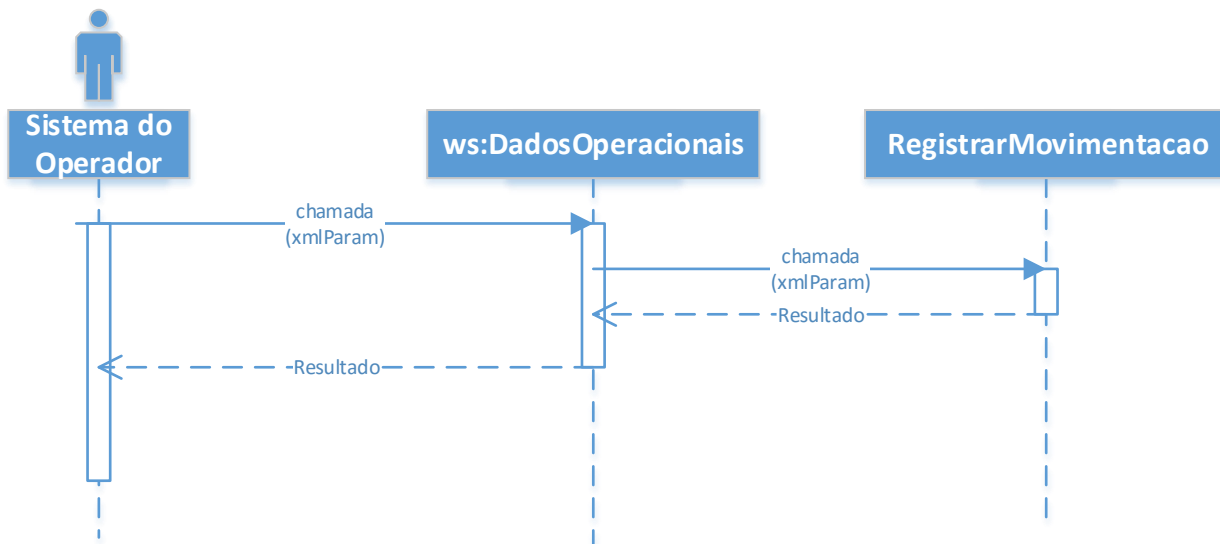 Sistema do
Operador
ws:DadosOperacionais
RegistrarMovimentacao
chamada
(xmlParam)
chamada
(xmlParam)
Resultado
Resultado